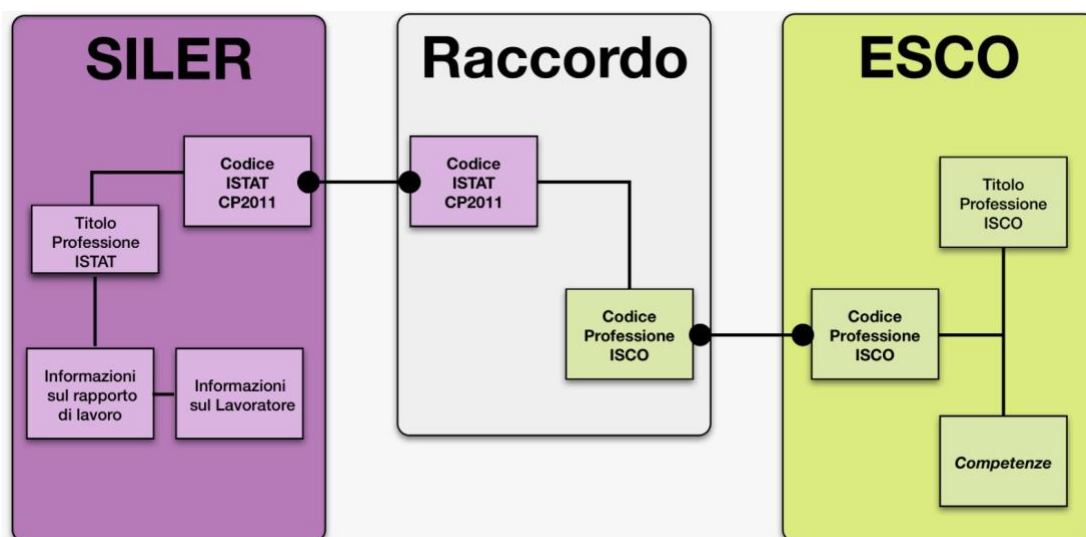 SILER
Codice
ISTAT
CP2011
Titolo
Professione
ISTAT
Informazioni
sul rapporto
di lavoro
Informazioni
sul Lavoratore
Raccordo
Codice
ISTAT
CP2011
Codice
Professione
ISCO
ESCO
Titolo
Professione
ISCO
Codice
Professione
ISCO
Competenze